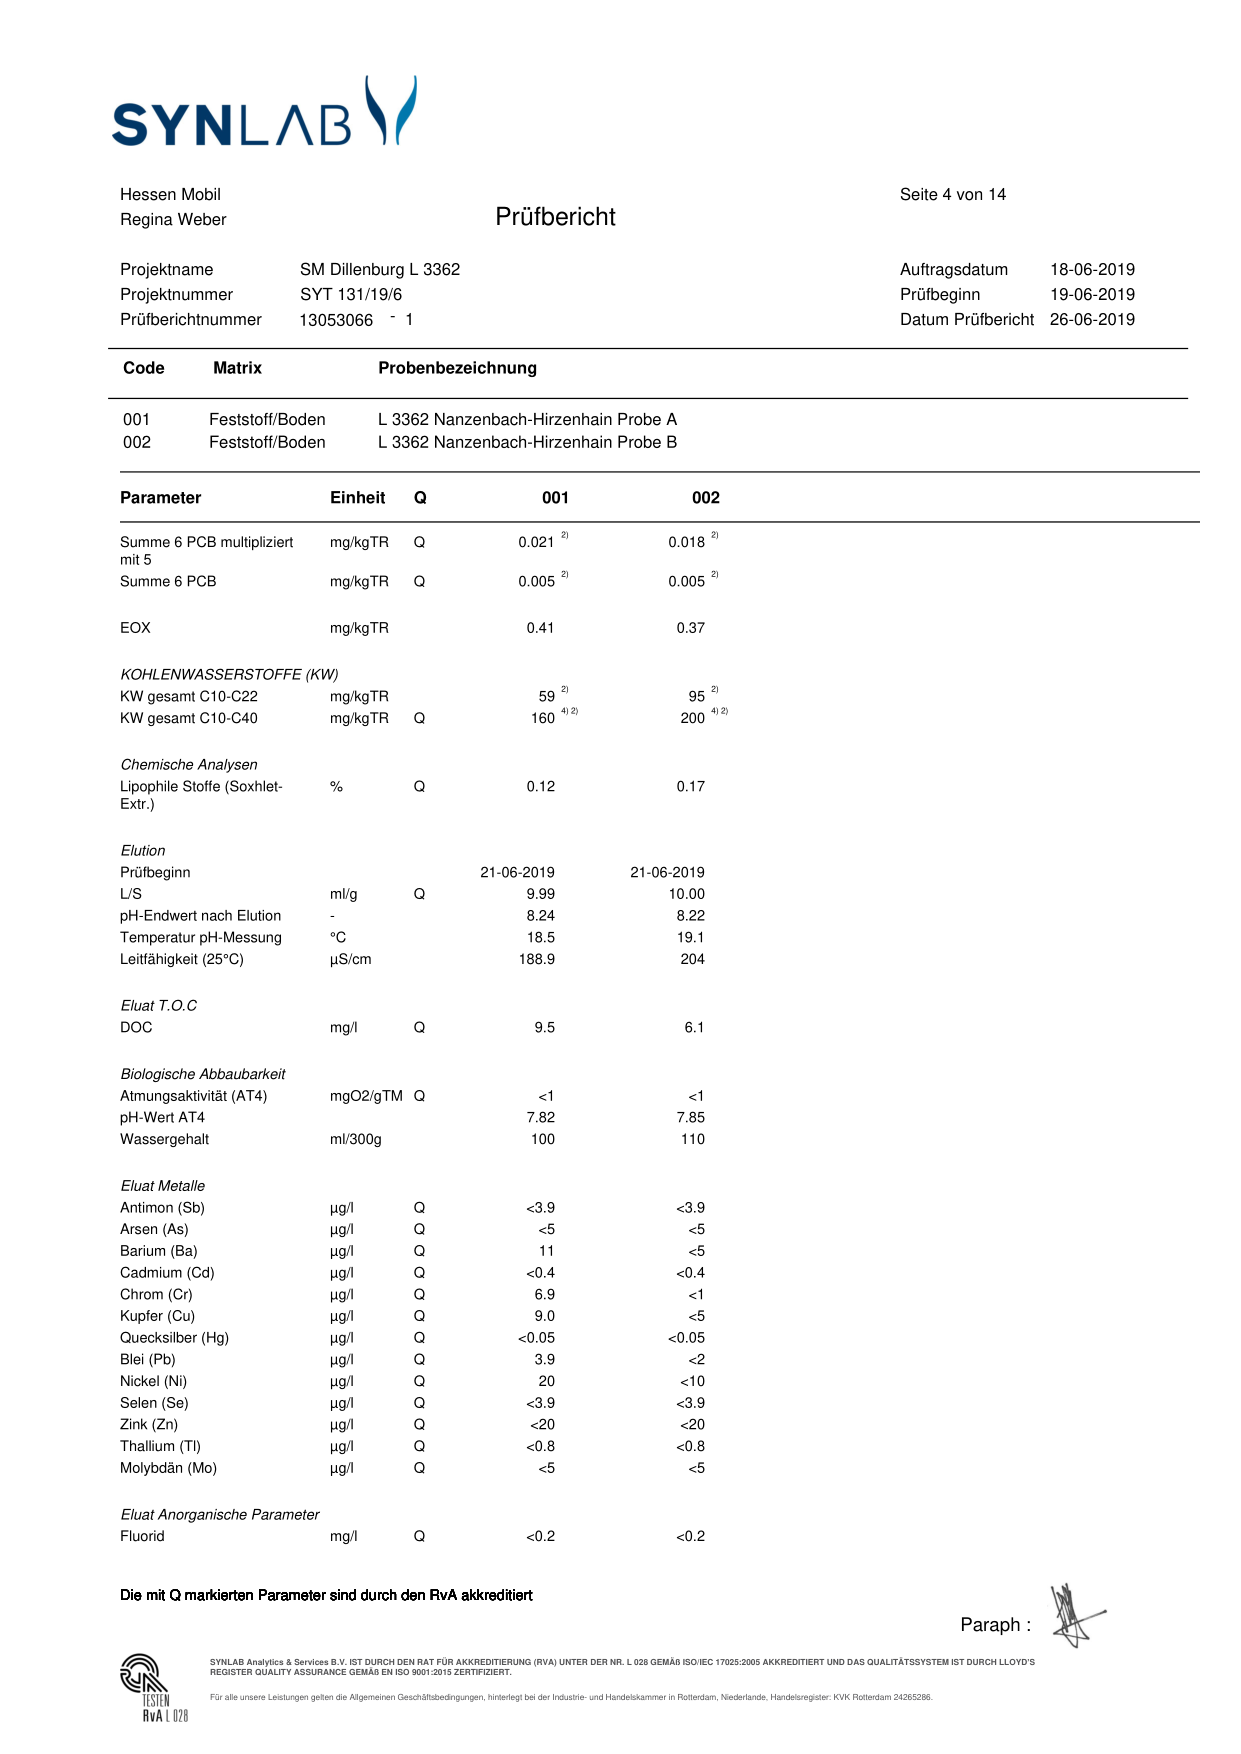 SYNLAB
Hessen Mobil
Seite 4 von 14
Regina Weber
Prüfbericht
Projektname SM Dillenburg L 3362 Auftragsdatum 18-06-2019
Projektnummer SYT 131/19/6 Prüfbeginn 19-06-2019
Prüfberichtnummer 13053066 - 1 Datum Prüfbericht 26-06-2019
Code Matrix Probenbezeichnung
001 Feststoff/Boden L 3362 Nanzenbach-Hirzenhain Probe A
002 Feststoff/Boden L 3362 Nanzenbach-Hirzenhain Probe B
Parameter Einheit Q 001 002
Summe 6 PCB multipliziert mg/kgTR Q 0.021 2) 0.018 2)
mit 5
Summe 6 PCB mg/kgTR Q 0.005 2) 0.005 2)
EOX mg/kgTR 0.41 0.37
KOHLENWASSERSTOFFE (KW)
KW gesamt C10-C22 mg/kgTR 59 2) 95 2)
KW gesamt C10-C40 mg/kgTR Q 160 4) 2) 200 4) 2)
Chemische Analysen
Lipophile Stoffe (Soxhlet- % Q 0.12 0.17
Extr.)
Elution
Prüfbeginn 21-06-2019 21-06-2019
L/S ml/g Q 9.99 10.00
pH-Endwert nach Elution - 8.24 8.22
Temperatur pH-Messung °C 18.5 19.1
Leitfähigkeit (25°C) µS/cm 188.9 204
Eluat T.O.C
DOC mg/l Q 9.5 6.1
Biologische Abbaubarkeit
Atmungsaktivität (AT4) mgO2/gTM Q <1 <1
pH-Wert AT4 7.82 7.85
Wassergehalt ml/300g 100 110
Eluat Metalle
Antimon (Sb) µg/l Q <3.9 <3.9
Arsen (As) µg/l Q <5 <5
Barium (Ba) µg/l Q 11 <5
Cadmium (Cd) µg/l Q <0.4 <0.4
Chrom (Cr) µg/l Q 6.9 <1
Kupfer (Cu) µg/l Q 9.0 <5
Quecksilber (Hg) µg/l Q <0.05 <0.05
Blei (Pb) µg/l Q 3.9 <2
Nickel (Ni) µg/l Q 20 <10
Selen (Se) µg/l Q <3.9 <3.9
Zink (Zn) µg/l Q <20 <20
Thallium (Tl) µg/l Q <0.8 <0.8
Molybdän (Mo) µg/l Q <5 <5
Eluat Anorganische Parameter
Fluorid mg/l Q <0.2 <0.2
Die mit Q markierten Parameter sind durch den RvA akkreditiert
Paraph :
SYNLAB Analytics & Services B.V. IST DURCH DEN RAT FÜR AKKREDITIERUNG (RVA) UNTER DER NR. L 028 GEMÄß ISO/IEC 17025:2005 AKKREDITIERT UND DAS QUALITÄTSSYSTEM IST DURCH LLOYD'S
REGISTER QUALITY ASSURANCE GEMÄß EN ISO 9001:2015 ZERTIFIZIERT.
Für alle unsere Leistungen gelten die Allgemeinen Geschäftsbedingungen, hinterlegt bei der Industrie- und Handelskammer in Rotterdam, Niederlande, Handelsregister: KVK Rotterdam 24265286.
TESTEN
RvA L 028